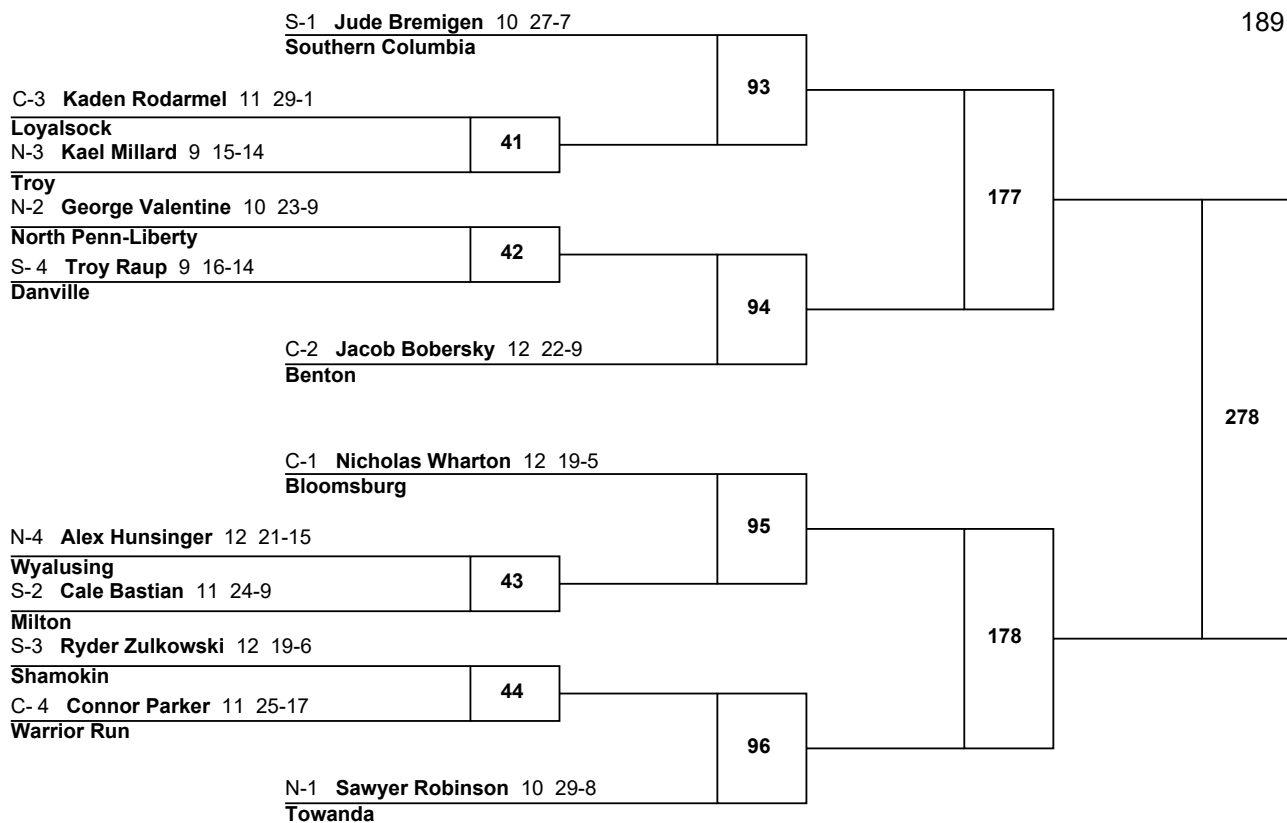 189
S-1 Jude Bremigen 10 27-7
Southern Columbia
93
C-3 Kaden Rodarmel 11 29-1
Loyalsock
41
N-3 Kael Millard 9 15-14
Troy
177
N-2 George Valentine 10 23-9
North Penn-Liberty
42
S- 4 Troy Raup 9 16-14
Danville
94
C-2 Jacob Bobersky 12 22-9
Benton
278
C-1 Nicholas Wharton 12 19-5
Bloomsburg
95
N-4 Alex Hunsinger 12 21-15
Wyalusing
43
S-2 Cale Bastian 11 24-9
Milton
178
S-3 Ryder Zulkowski 12 19-6
Shamokin
44
C- 4 Connor Parker 11 25-17
Warrior Run
96
N-1 Sawyer Robinson 10 29-8
Towanda